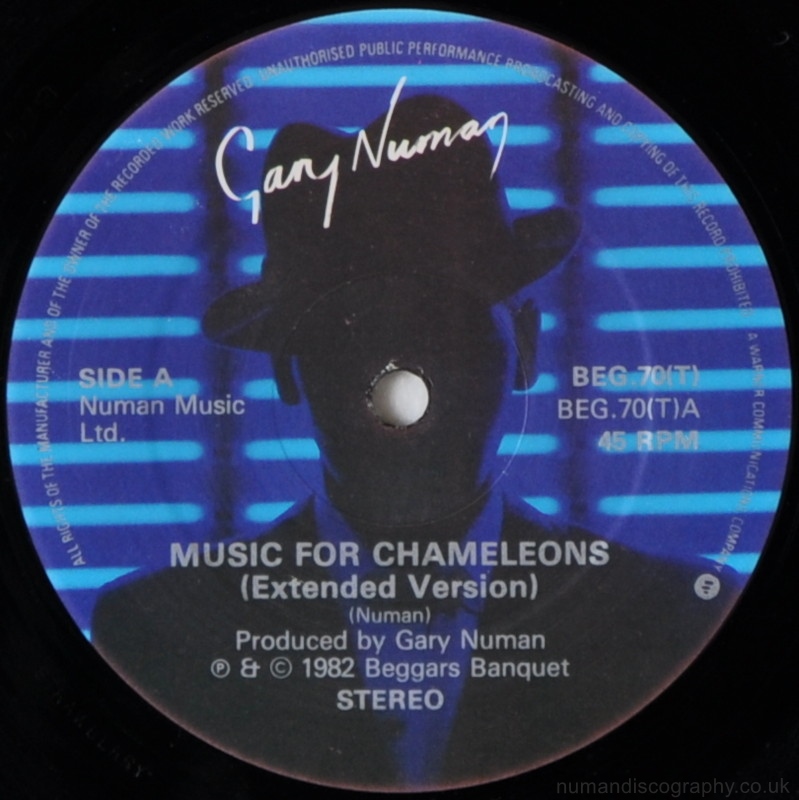 ALL RIGHTS OF THE MANUFACTURER AND OF THE OWNER OF THE RECORDED WORK RESERVED. UNAUTHORISED PUBLIC PERFORMANCE BROADCASTING AND COPYING OF THIS RECORD PROHIBITED. A WARNER COMMUNICATIONS COMPANY
Gary Numan
SIDE A
Numan Music
Ltd.
BEG.70(T)
BEG.70(T)A
45 RPM
MUSIC FOR CHAMELEONS
(Extended Version)
(Numan)
Produced by Gary Numan
℗ & © 1982 Beggars Banquet
STEREO
numandiscography.co.uk